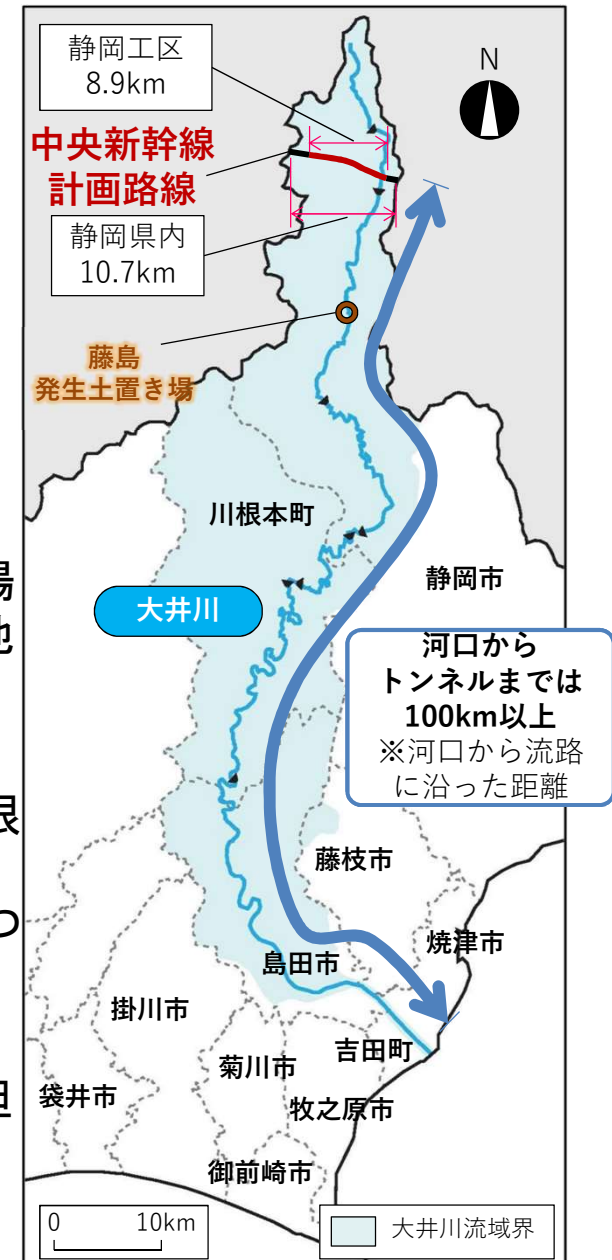 静岡工区
8.9km
N
中央新幹線
計画路線
静岡県内
10.7km
藤島
発生土置き場
川根本町
静岡市
大井川
河口から
トンネルまでは
100km以上
※河口から流路
に沿った距離
場
也
艮
つ
藤枝市
焼津市
島田市
掛川市
吉田町
菊川市
袋井市
牧之原市
御前崎市
0 10km
大井川流域界